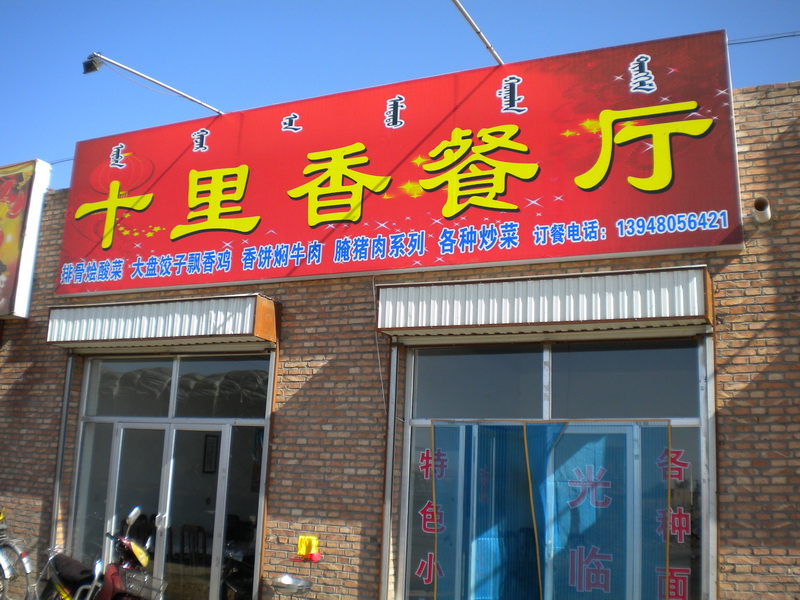 十里香餐厅
排骨烩酸菜 大盘饺子飘香鸡 香饼焖牛肉 腌猪肉系列 各种炒菜 订餐电话：13948056421
特色小
光临
各种面